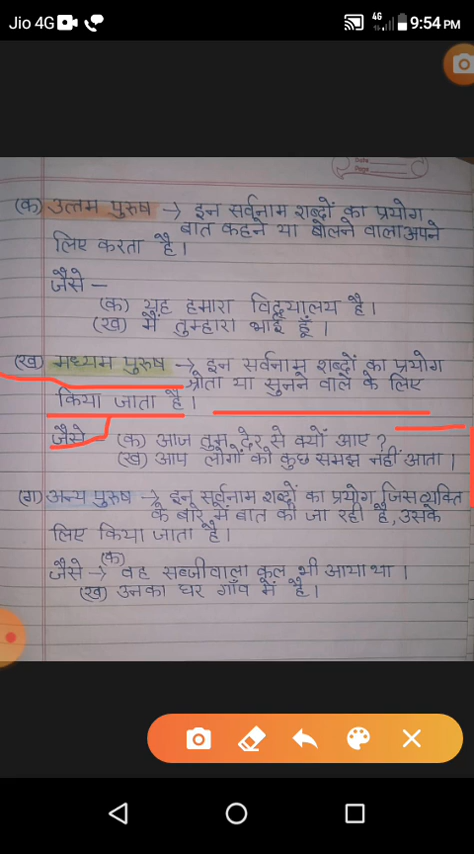 Jio 4G 4G 9:54 PM
(क) उत्तम पुरुष → इन सर्वनाम शब्दों का प्रयोग
बात कहने या बोलने वाला अपने
लिए करता है।
जैसे –
(क) यह हमारा विद्यालय है।
(ख) मैं तुम्हारा भाई हूँ।
(ख) मध्यम पुरुष → इन सर्वनाम शब्दों का प्रयोग
श्रोता या सुनने वाले के लिए
किया जाता है।
जैसे – (क) आज तुम देर से क्यों आए?
(ख) आप लोगों को कुछ समझ नहीं आता।
(ग) अन्य पुरुष → इन सर्वनाम शब्दों का प्रयोग जिस व्यक्ति
के बारे में बात की जा रही है, उसके
लिए किया जाता है।
(क)
जैसे → वह सब्जीवाला कल भी आया था।
(ख) उनका घर गाँव में है।